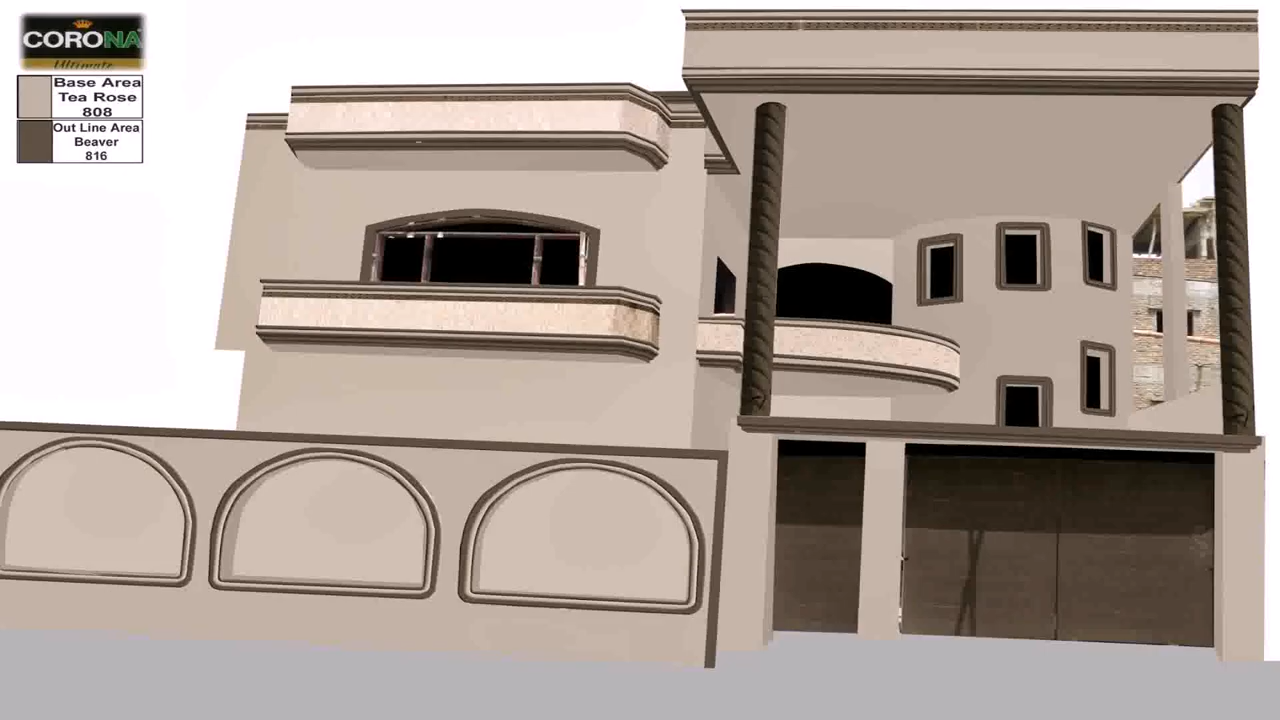 CORONA
Ultimate
Base Area
Tea Rose
808
Out Line Area
Beaver
816